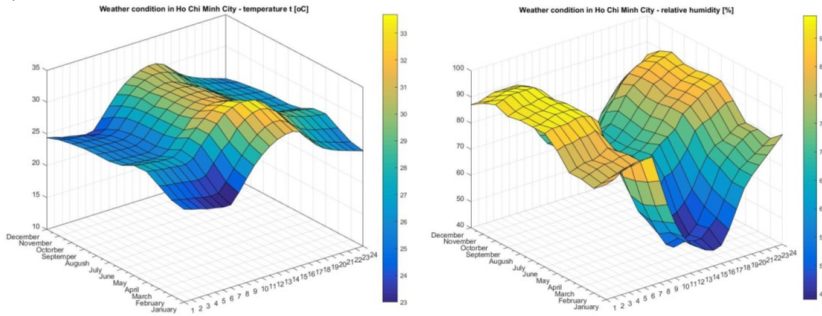 Weather condition in Ho Chi Minh City - temperature t [oC]
35
30
25
20
15
10
December
November
Octorber
September
Augush
July
June
May
April
March
February
January
1 2 3 4 5 6 7 8 9 10 11 12 13 14 15 16 17 18 19 20 21 22 23 24
33
32
31
30
29
28
27
26
25
24
23
Weather condition in Ho Chi Minh City - relative humidity [%]
100
90
80
70
60
50
40
December
November
Octorber
September
Augush
July
June
May
April
March
February
January
1 2 3 4 5 6 7 8 9 10 11 12 13 14 15 16 17 18 19 20 21 22 23 24